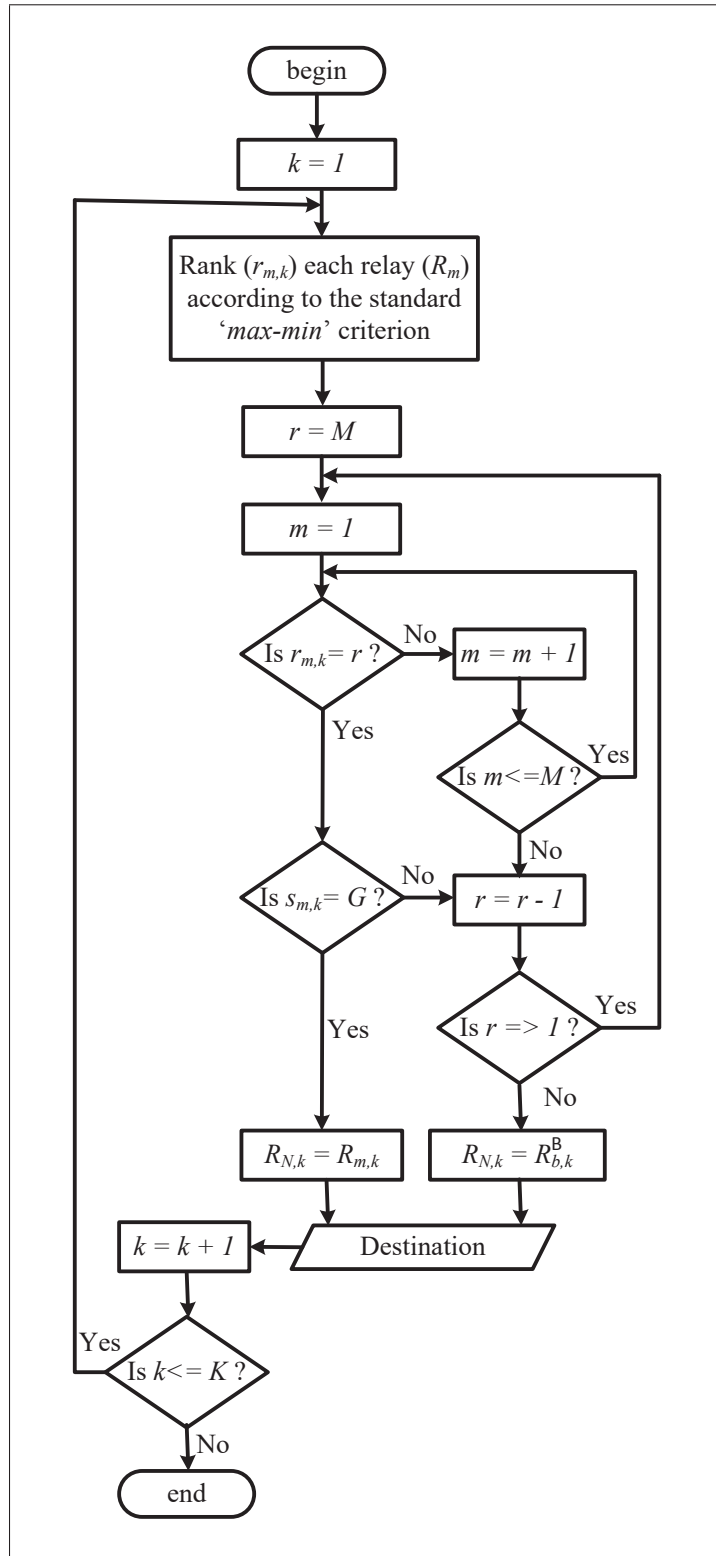 begin
k = 1
Rank (r_{m,k}) each relay (R_m)
according to the standard
‘max-min’ criterion
r = M
m = 1
Is r_{m,k}= r ?
No
m = m + 1
Yes
Is m<=M ?
Yes
No
Is s_{m,k}= G ?
No
r = r - 1
Yes
Is r => 1 ?
Yes
No
R_{N,k} = R_{m,k}
R_{N,k} = R_{b,k}^B
k = k + 1
Destination
Yes
Is k<= K ?
No
end